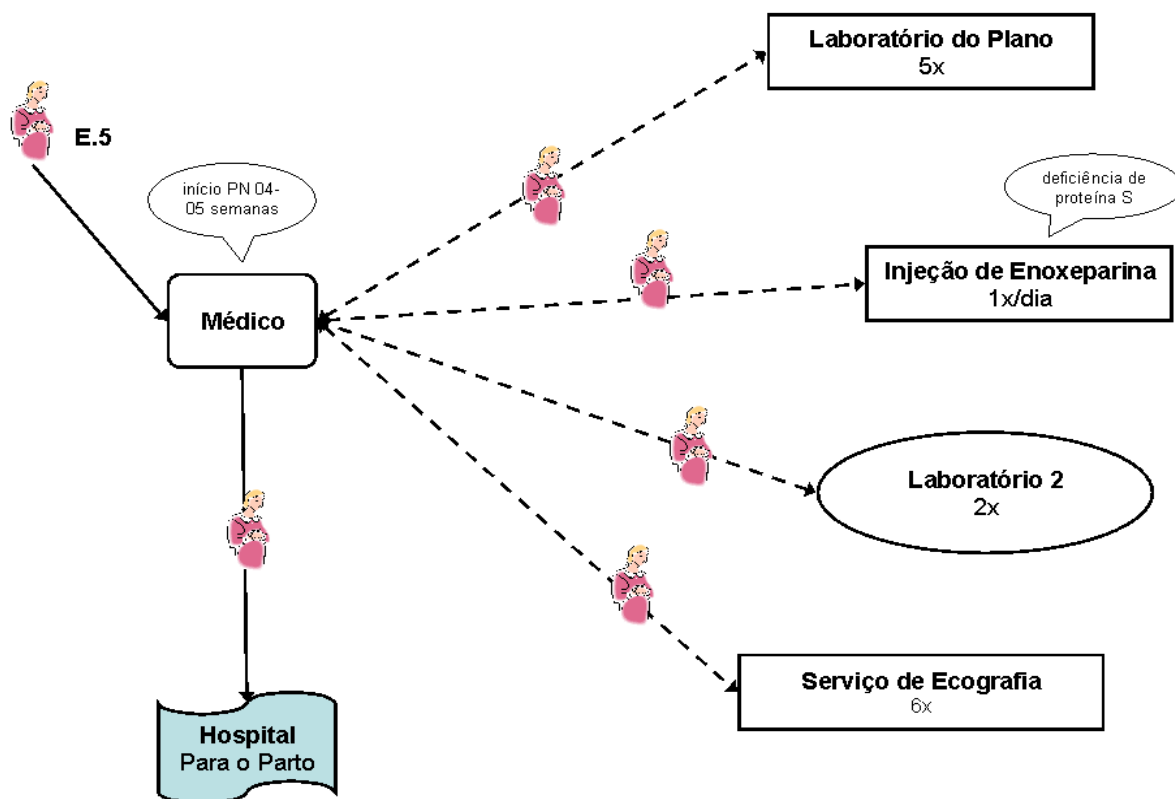 Laboratório do Plano
5x
E.5
início PN 04-
05 semanas
deficiência de
proteína S
Injeção de Enoxeparina
1x/dia
Médico
Laboratório 2
2x
Serviço de Ecografia
6x
Hospital
Para o Parto